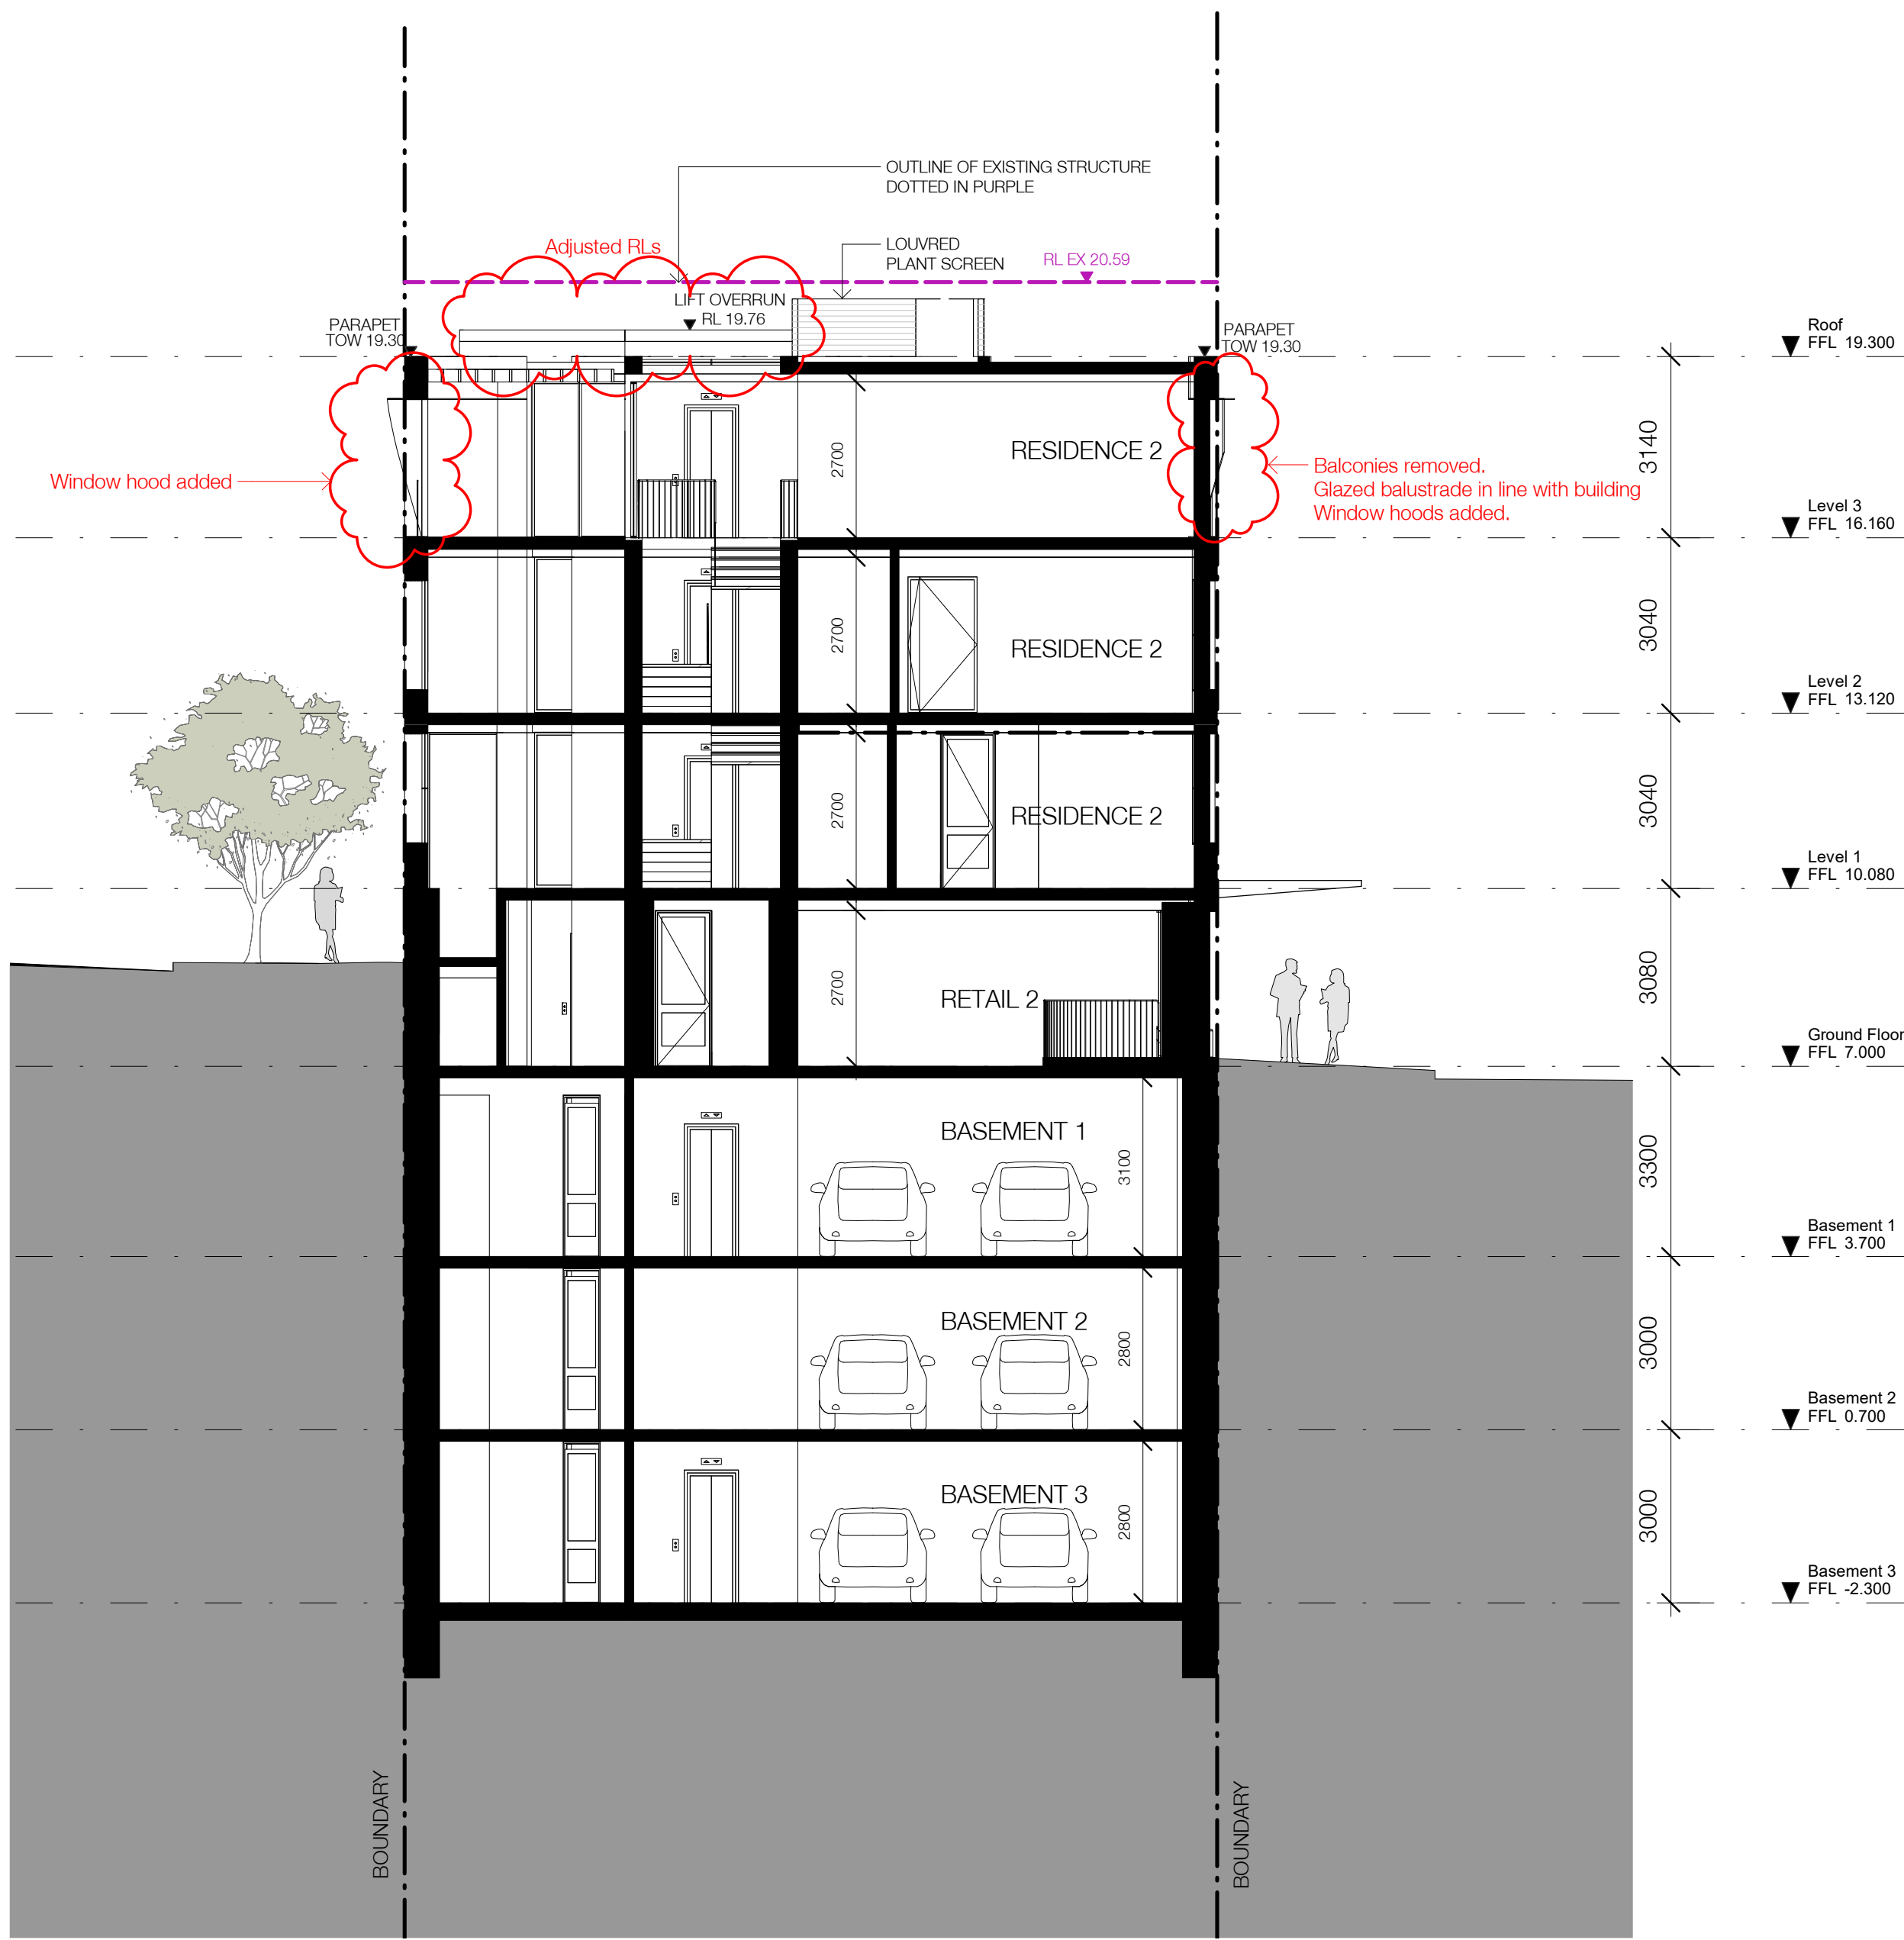 OUTLINE OF EXISTING STRUCTURE
DOTTED IN PURPLE
Adjusted RLs
LOUVRED
PLANT SCREEN
RL EX 20.59
LIFT OVERRUN
RL 19.76
PARAPET
TOW 19.30
PARAPET
TOW 19.30
Roof
FFL 19.300
Window hood added
2700
RESIDENCE 2
Balconies removed.
Glazed balustrade in line with building
Window hoods added.
3140
Level 3
FFL 16.160
2700
RESIDENCE 2
3040
Level 2
FFL 13.120
2700
RESIDENCE 2
3040
Level 1
FFL 10.080
2700
RETAIL 2
3080
Ground Floor
FFL 7.000
BASEMENT 1
3100
3300
Basement 1
FFL 3.700
BASEMENT 2
2800
3000
Basement 2
FFL 0.700
BASEMENT 3
2800
3000
Basement 3
FFL -2.300
BOUNDARY
BOUNDARY